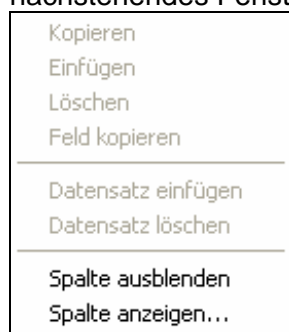 Kopieren
Einfügen
Löschen
Feld kopieren
Datensatz einfügen
Datensatz löschen
Spalte ausblenden
Spalte anzeigen...